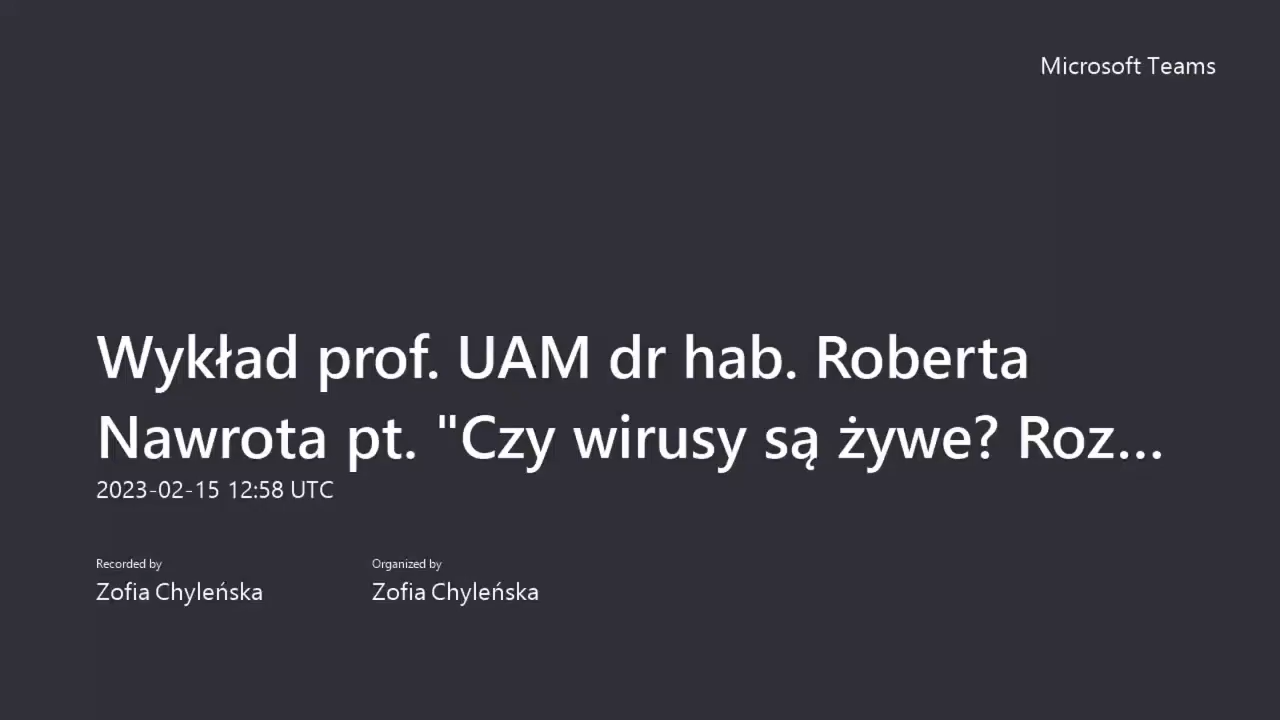 Microsoft Teams
Wykład prof. UAM dr hab. Roberta
Nawrota pt. "Czy wirusy są żywe? Roz...
2023-02-15 12:58 UTC
Recorded by
Zofia Chyleńska
Organized by
Zofia Chyleńska